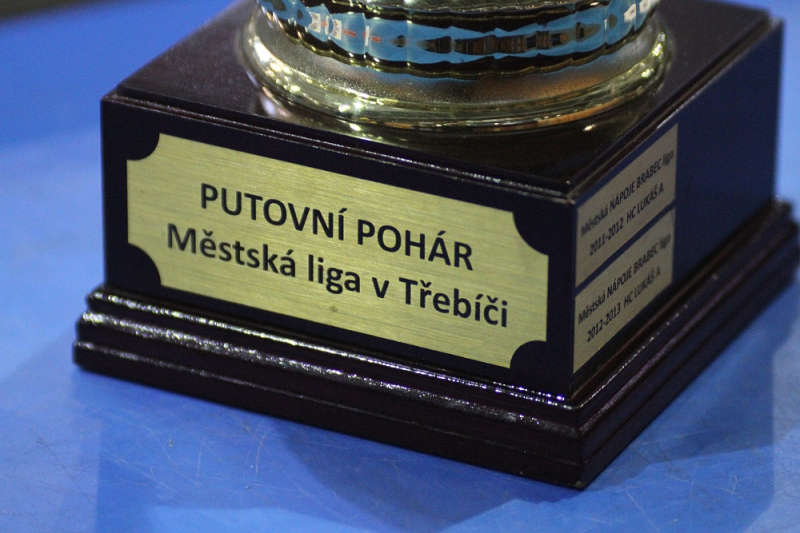 PUTOVNÍ POHÁR
Městská liga v Třebíči
Městská NÁPOJE BRABEC liga
2011-2012 HC LUKÁŠ A
Městská NÁPOJE BRABEC liga
2012-2013 HC LUKÁŠ A